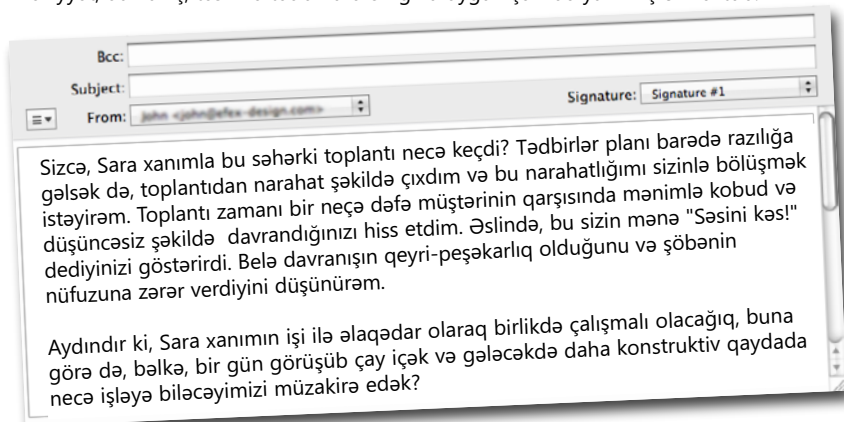 Bcc:
Subject:
From:
Signature: Signature #1
Sizcə, Sara xanımla bu səhərki toplantı necə keçdi? Tədbirlər planı barədə razılığa
gəlsək də, toplantıdan narahat şəkildə çıxdım və bu narahatlığımı sizinlə bölüşmək
istəyirəm. Toplantı zamanı bir neçə dəfə müştərinin qarşısında mənimlə kobud və
düşüncəsiz şəkildə davrandığınızı hiss etdim. Əslində, bu sizin mənə "Səsini kəs!"
dediyinizi göstərirdi. Belə davranışın qeyri-peşəkarlıq olduğunu və şöbənin
nüfuzuna zərər verdiyini düşünürəm.
Aydındır ki, Sara xanımın işi ilə əlaqədar olaraq birlikdə çalışmalı olacağıq, buna
görə də, bəlkə, bir gün görüşüb çay içək və gələcəkdə daha konstruktiv qaydada
necə işləyə biləcəyimizi müzakirə edək?